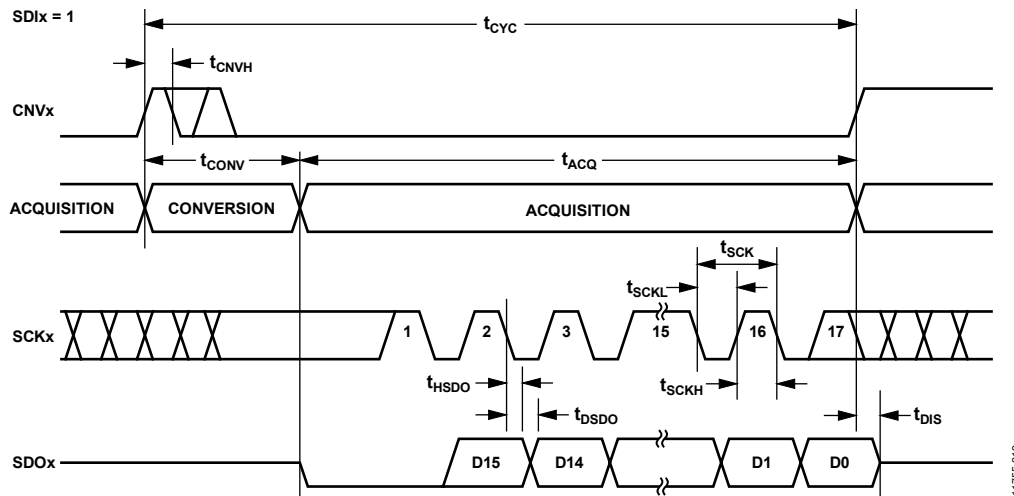 SDIx = 1
tCYC
tCNVH
CNVx
tCONV
tACQ
ACQUISITION
CONVERSION
ACQUISITION
tSCK
tSCKL
SCKx
1
2
3
15
16
17
tHSDO
tSCKH
tDSDO
tDIS
SDOx
D15
D14
D1
D0